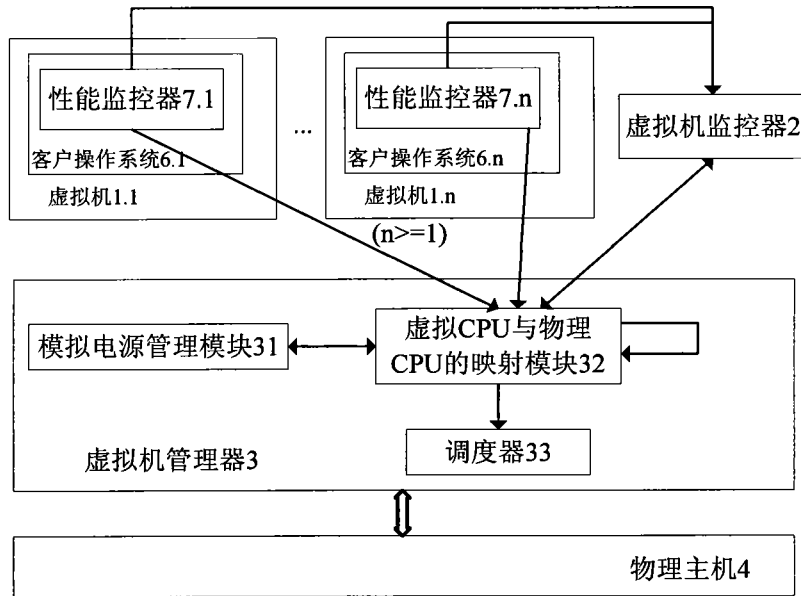 性能监控器7.1
客户操作系统6.1
虚拟机1.1
...
性能监控器7.n
客户操作系统6.n
虚拟机1.n
(n>=1)
虚拟机监控器2
模拟电源管理模块31
虚拟CPU与物理
CPU的映射模块32
调度器33
虚拟机管理器3
物理主机4